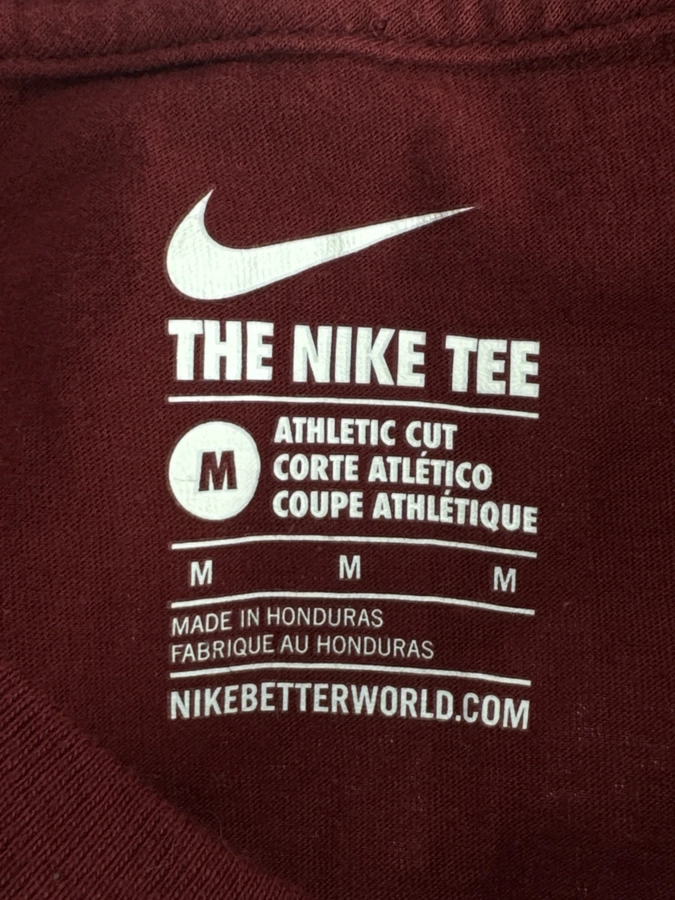 THE NIKE TEE
M
ATHLETIC CUT
CORTE ATLÉTICO
COUPE ATHLÉTIQUE
M M M
MADE IN HONDURAS
FABRIQUE AU HONDURAS
NIKEBETTERWORLD.COM